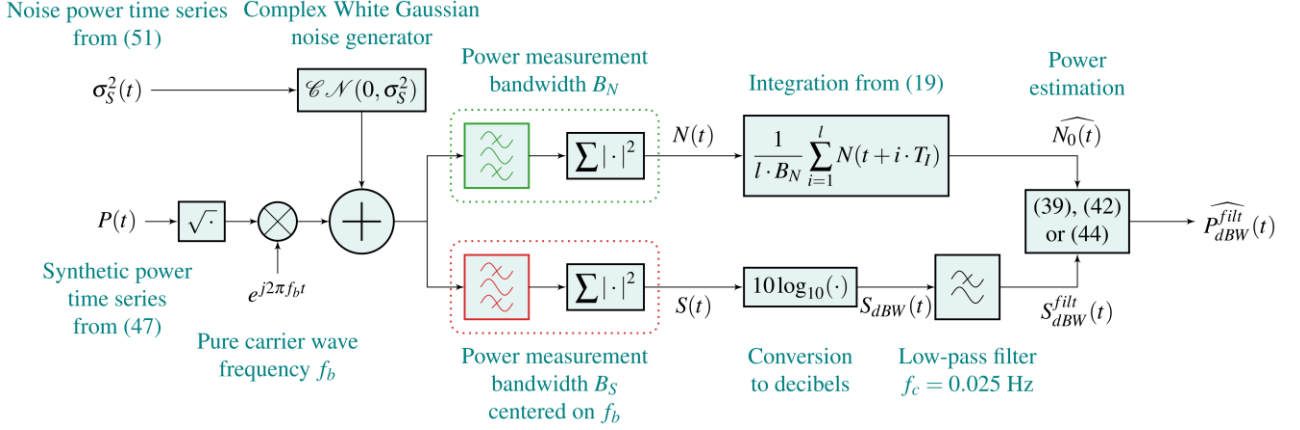 Noise power time series
from (51)
Complex White Gaussian
noise generator
σ_S^2(t)
𝒞𝒩(0, σ_S^2)
Power measurement
bandwidth B_N
∑|·|^2
N(t)
Integration from (19)
1/(l·B_N) ∑_{i=1}^{l} N(t + i·T_I)
Power
estimation
\widehat{N_0(t)}
P(t)
√·
×
+
e^{j2πf_b t}
Synthetic power
time series
from (47)
Pure carrier wave
frequency f_b
∑|·|^2
S(t)
Power measurement
bandwidth B_S
centered on f_b
10log_{10}(·)
S_{dBW}(t)
Conversion
to decibels
Low-pass filter
f_c = 0.025 Hz
S_{dBW}^{filt}(t)
(39), (42)
or (44)
\widehat{P_{dBW}^{filt}}(t)